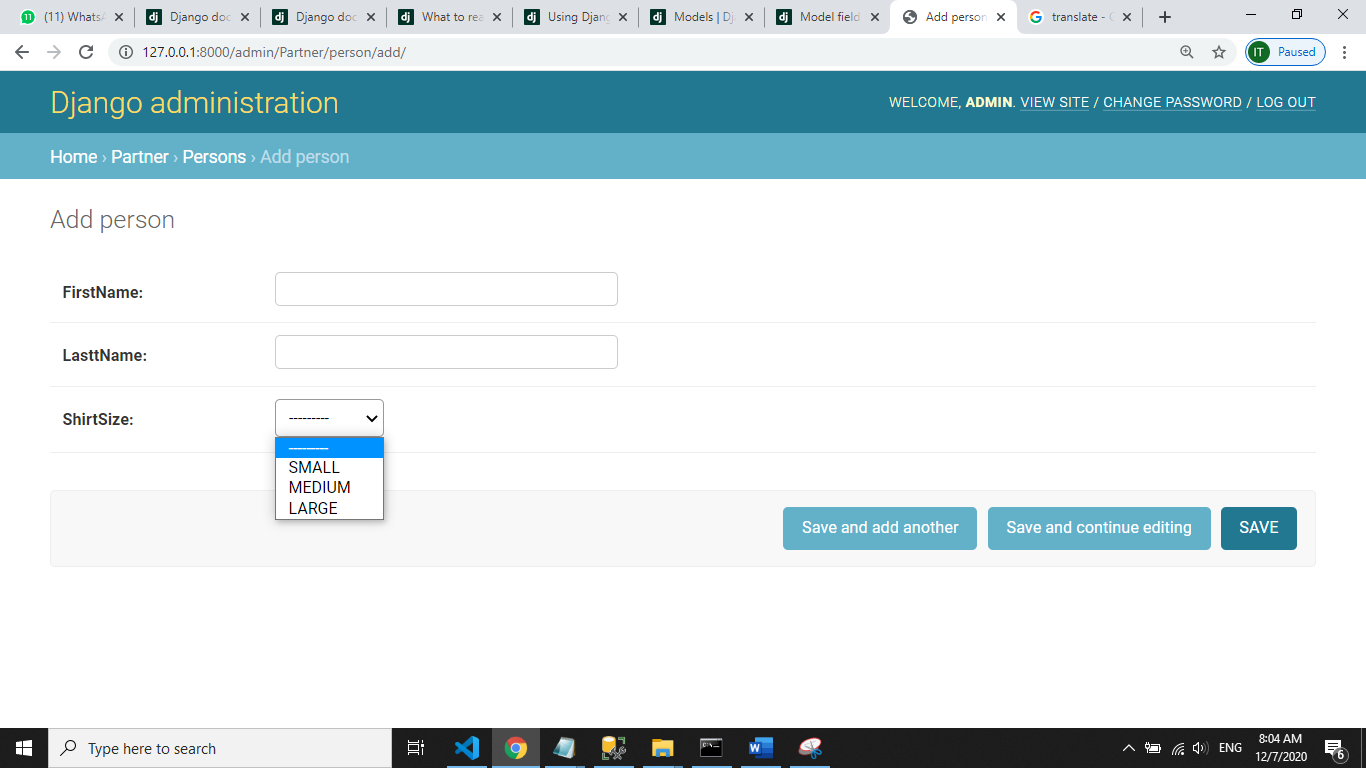 (11) WhatsA
Django doc
Django doc
What to rea
Using Djang
Models | Dj
Model field
Add person
translate - G
127.0.0.1:8000/admin/Partner/person/add/
IT Paused
Django administration
WELCOME, ADMIN. VIEW SITE / CHANGE PASSWORD / LOG OUT
Home › Partner › Persons › Add person
Add person
FirstName:
LasttName:
ShirtSize:
---------
---------
SMALL
MEDIUM
LARGE
Save and add another
Save and continue editing
SAVE
Type here to search
ENG
8:04 AM
12/7/2020
6